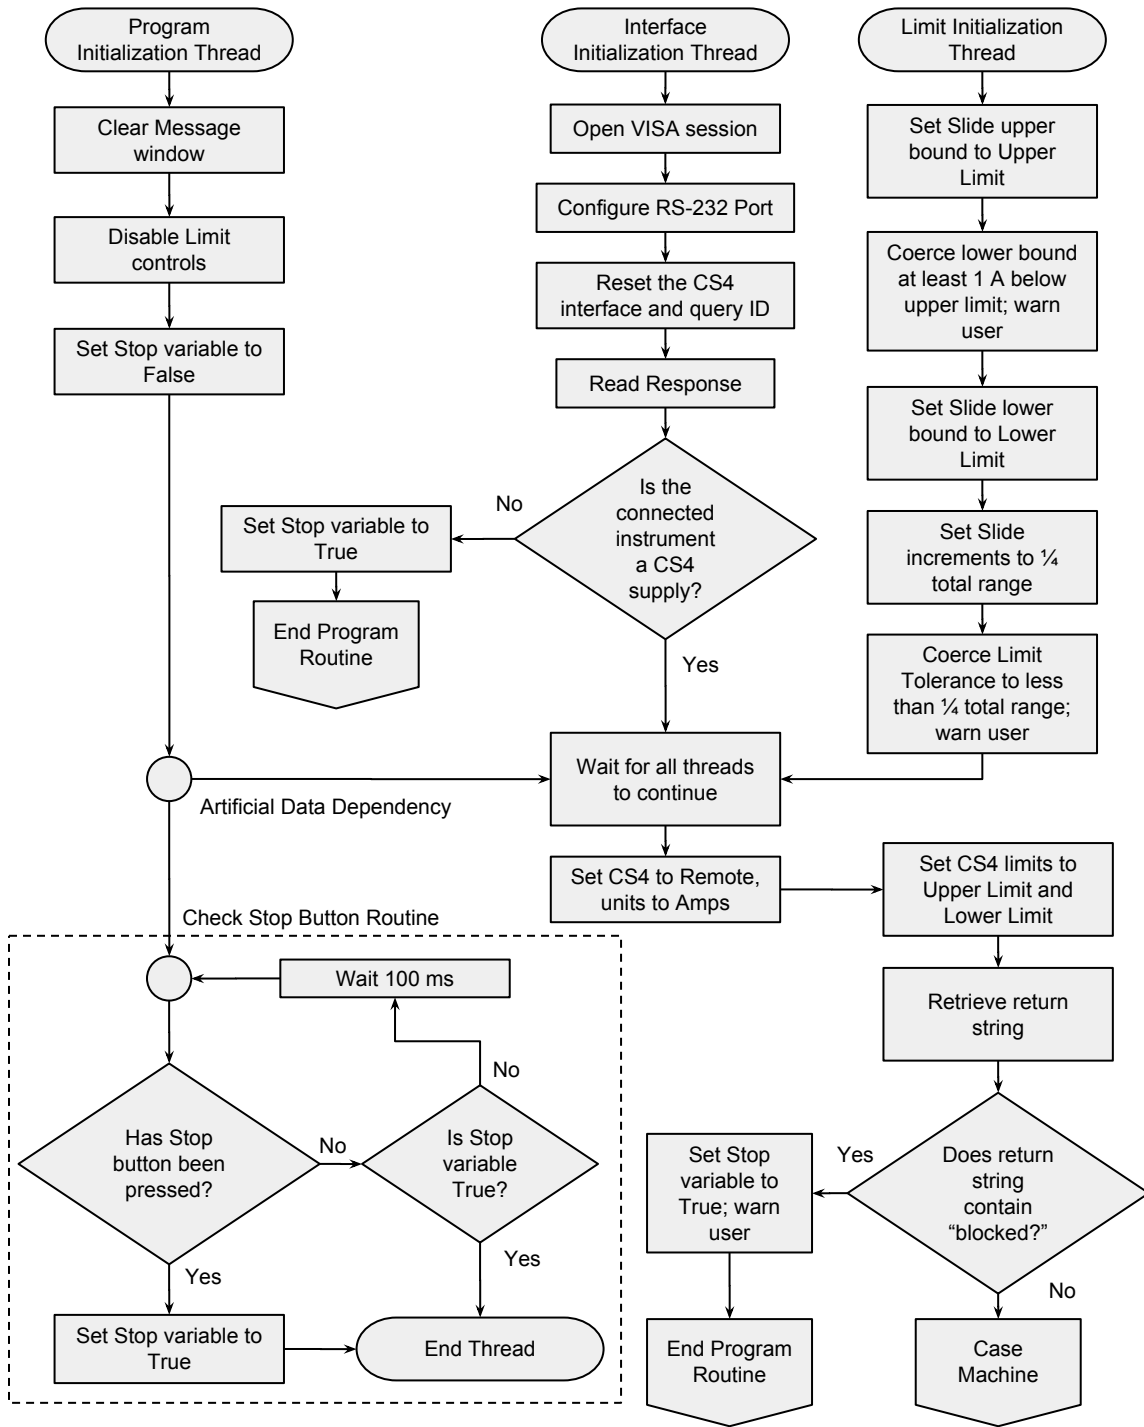 Program
Initialization Thread
Clear Message
window
Disable Limit
controls
Set Stop variable to
False
Interface
Initialization Thread
Open VISA session
Configure RS-232 Port
Reset the CS4
interface and query ID
Read Response
Is the
connected
instrument
a CS4
supply?
No
Set Stop variable to
True
End Program
Routine
Yes
Limit Initialization
Thread
Set Slide upper
bound to Upper
Limit
Coerce lower bound
at least 1 A below
upper limit; warn
user
Set Slide lower
bound to Lower
Limit
Set Slide
increments to ¼
total range
Coerce Limit
Tolerance to less
than ¼ total range;
warn user
Wait for all threads
to continue
Artificial Data Dependency
Set CS4 to Remote,
units to Amps
Set CS4 limits to
Upper Limit and
Lower Limit
Retrieve return
string
Does return
string
contain
“blocked?”
Yes
Set Stop
variable to
True; warn
user
End Program
Routine
No
Case
Machine
Check Stop Button Routine
Wait 100 ms
No
Has Stop
button been
pressed?
No
Is Stop
variable
True?
Yes
Yes
Set Stop variable to
True
End Thread